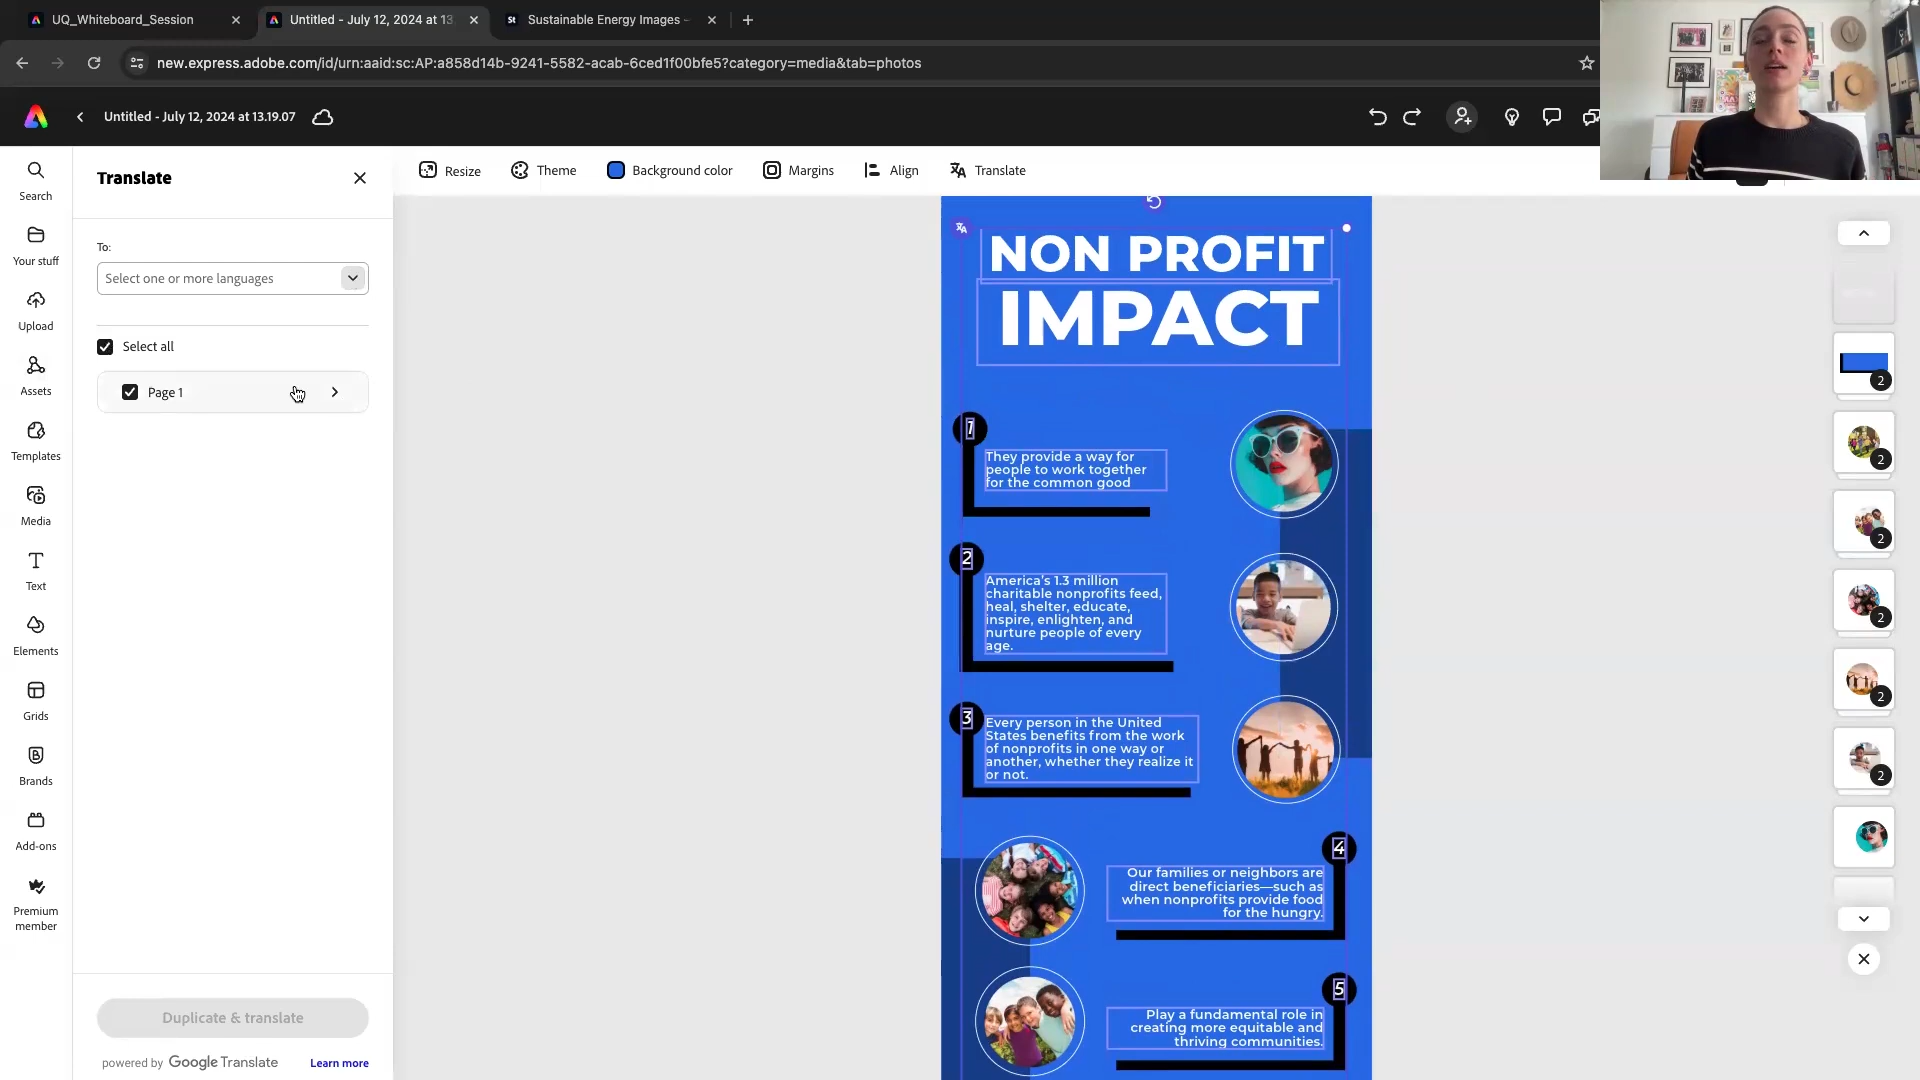 UQ_Whiteboard_Session
Untitled - July 12, 2024 at 13
Sustainable Energy Images -
new.express.adobe.com/id/urn:aaid:sc:AP:a858d14b-9241-5582-acab-6ced1f00bfe5?category=media&tab=photos
Untitled - July 12, 2024 at 13.19.07
Search
Your stuff
Upload
Assets
Templates
Media
Text
Elements
Grids
Brands
Add-ons
Premium
member
Translate
To:
Select one or more languages
Select all
Page 1
Duplicate & translate
powered by Google Translate
Learn more
Resize
Theme
Background color
Margins
Align
Translate
NON PROFIT
IMPACT
1
They provide a way for
people to work together
for the common good
2
America's 1.3 million
charitable nonprofits feed,
heal, shelter, educate,
inspire, enlighten, and
nurture people of every
age.
3
Every person in the United
States benefits from the work
of nonprofits in one way or
another, whether they realize it
or not.
4
Our families or neighbors are
direct beneficiaries—such as
when nonprofits provide food
for the hungry.
5
Play a fundamental role in
creating more equitable and
thriving communities.
2
2
2
2
2
2